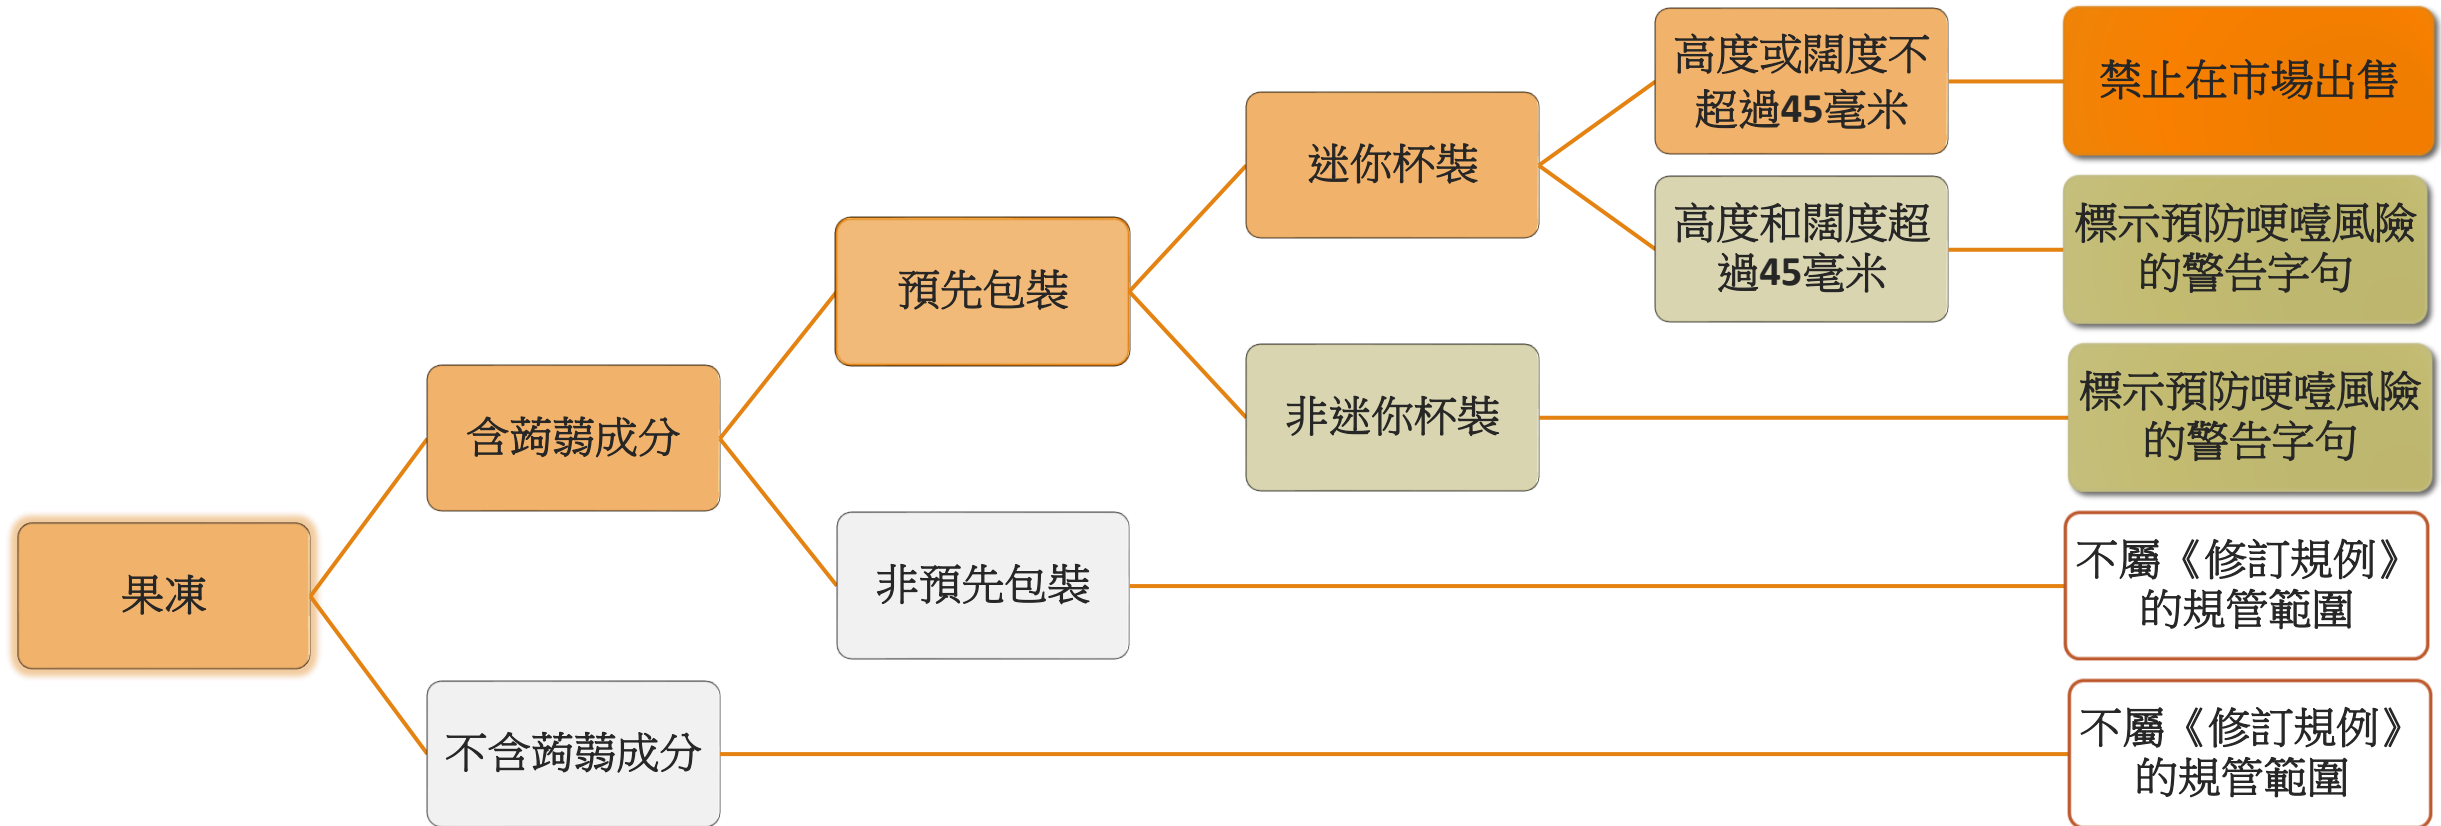 高度或闊度不
超過45毫米
禁止在市場出售
迷你杯裝
高度和闊度超
過45毫米
標示預防哽噎風險
的警告字句
預先包裝
非迷你杯裝
標示預防哽噎風險
的警告字句
含蒟蒻成分
非預先包裝
不屬《修訂規例》
的規管範圍
果凍
不含蒟蒻成分
不屬《修訂規例》
的規管範圍